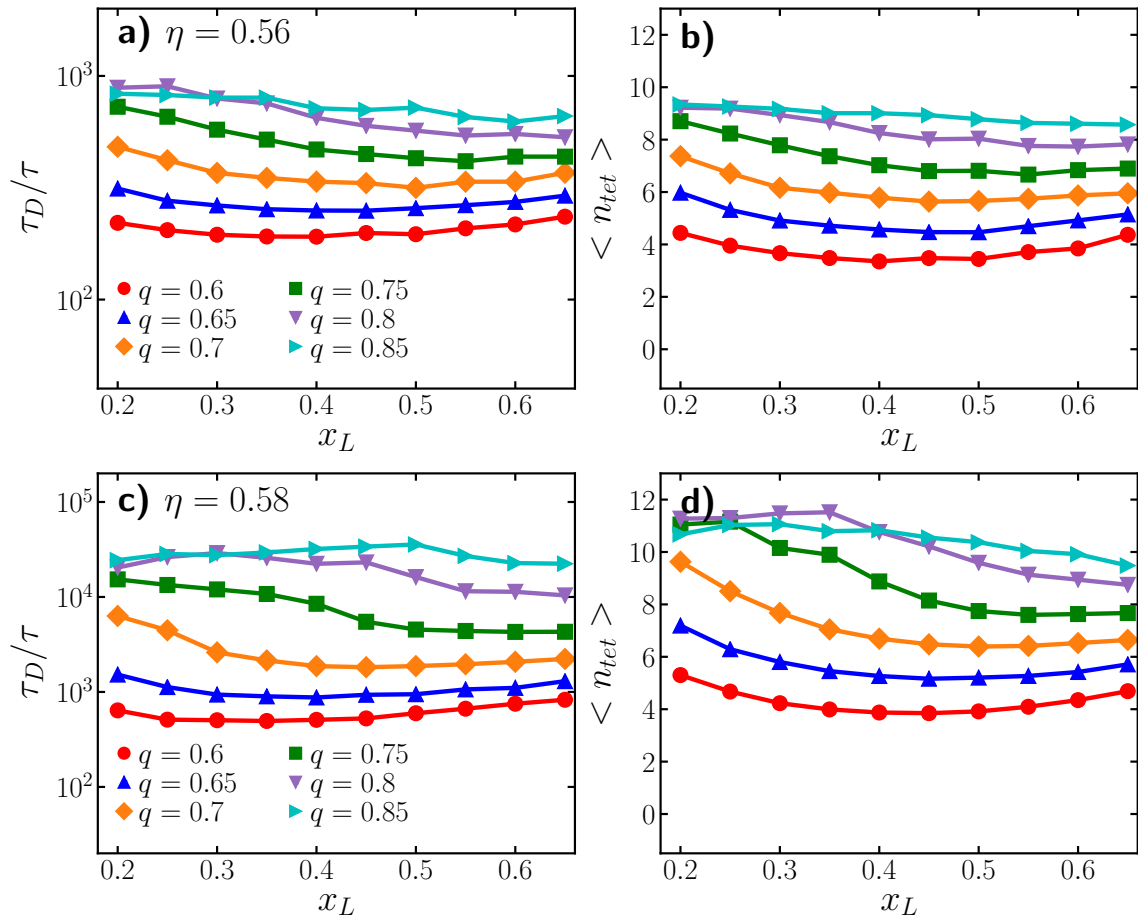 a) η = 0.56
τ_D/τ
10^3
10^2
q = 0.6
q = 0.65
q = 0.7
q = 0.75
q = 0.8
q = 0.85
0.2 0.3 0.4 0.5 0.6
x_L
b)
< n_{tet} >
12
10
8
6
4
2
0
0.2 0.3 0.4 0.5 0.6
x_L
c) η = 0.58
τ_D/τ
10^5
10^4
10^3
10^2
q = 0.6
q = 0.65
q = 0.7
q = 0.75
q = 0.8
q = 0.85
0.2 0.3 0.4 0.5 0.6
x_L
d)
< n_{tet} >
12
10
8
6
4
2
0
0.2 0.3 0.4 0.5 0.6
x_L